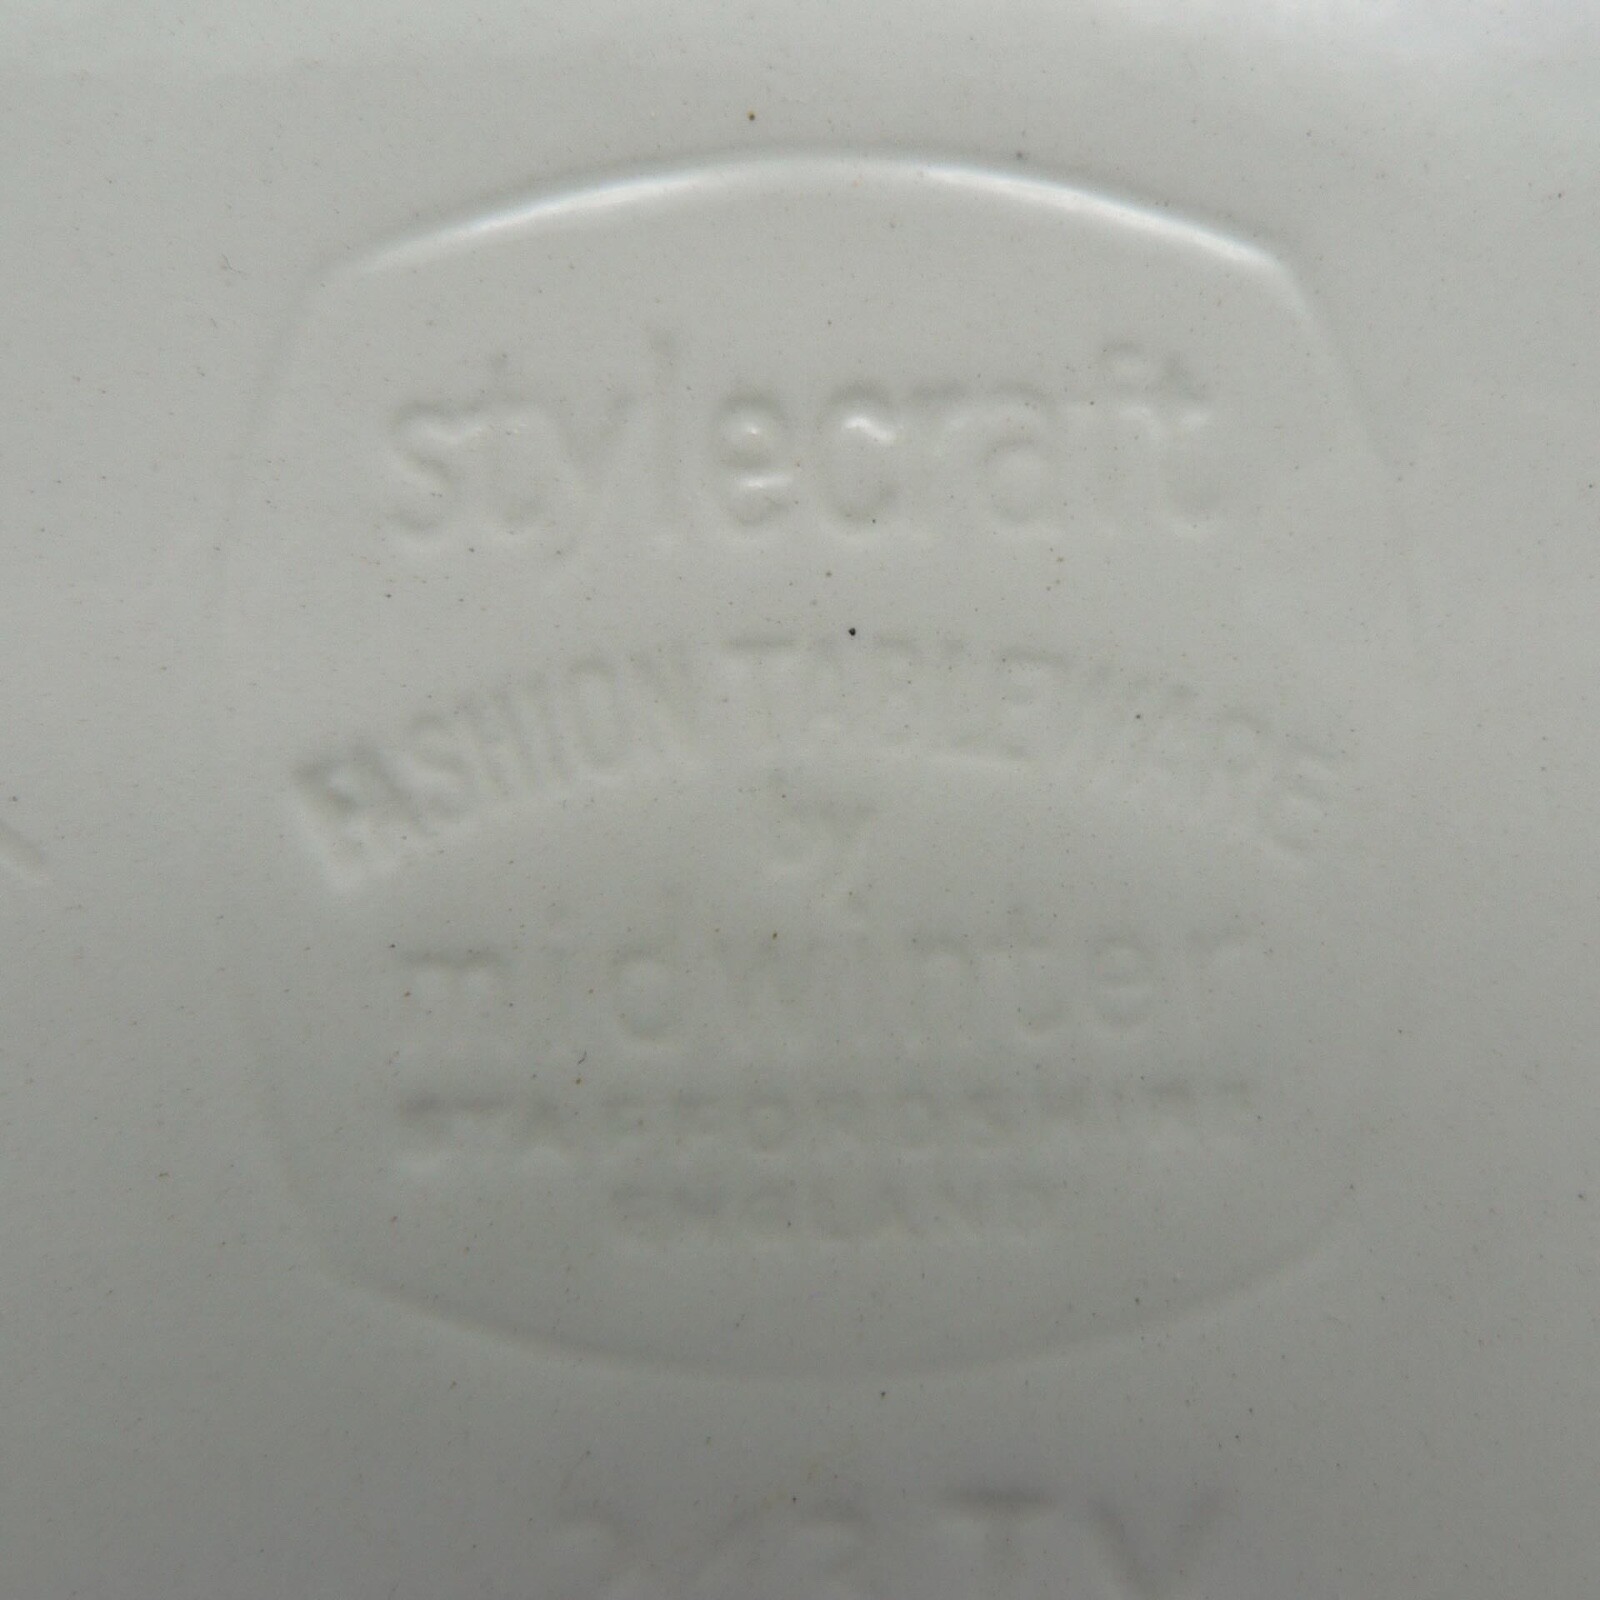 stylecraft
FASHION TABLEWARE
by
midwinter
STAFFORDSHIRE
ENGLAND